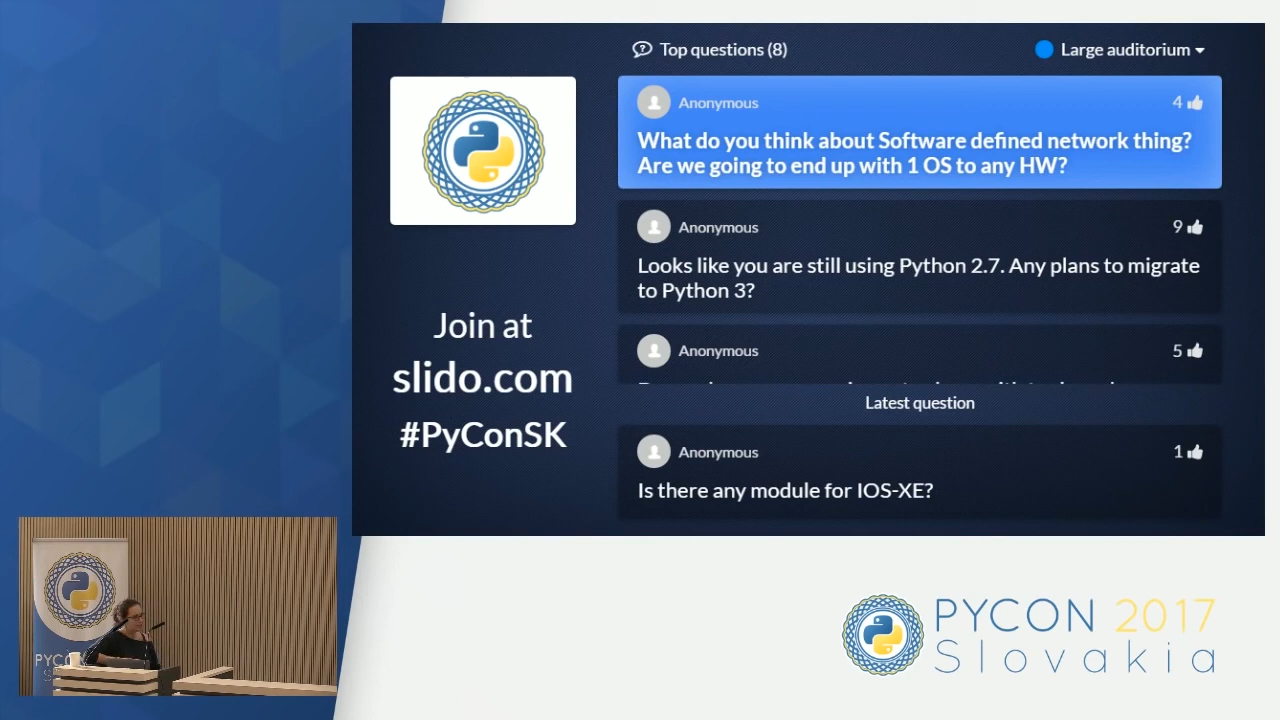 Top questions (8)
Large auditorium
Anonymous
4
What do you think about Software defined network thing?
Are we going to end up with 1 OS to any HW?
Anonymous
9
Looks like you are still using Python 2.7. Any plans to migrate
to Python 3?
Anonymous
5
Latest question
Anonymous
1
Is there any module for IOS-XE?
Join at
slido.com
#PyConSK
PYCON 2017
Slovakia